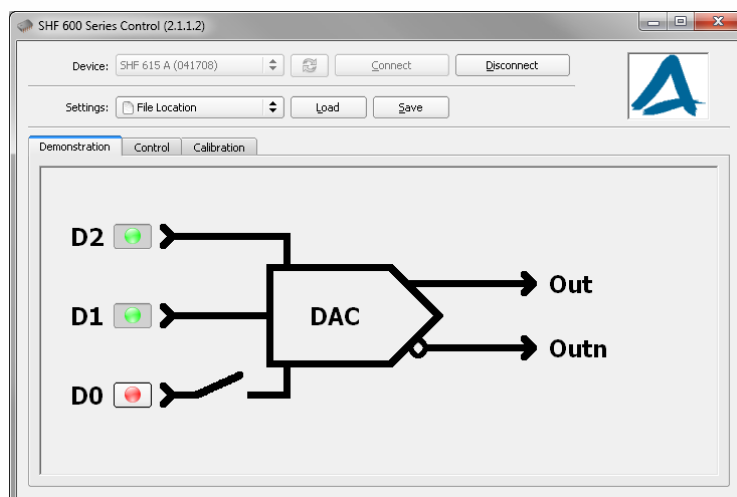 SHF 600 Series Control (2.1.1.2)
Device: SHF 615 A (041708) Connect Disconnect
Settings: File Location Load Save
Demonstration Control Calibration
D2
Out
D1 DAC
Outn
D0